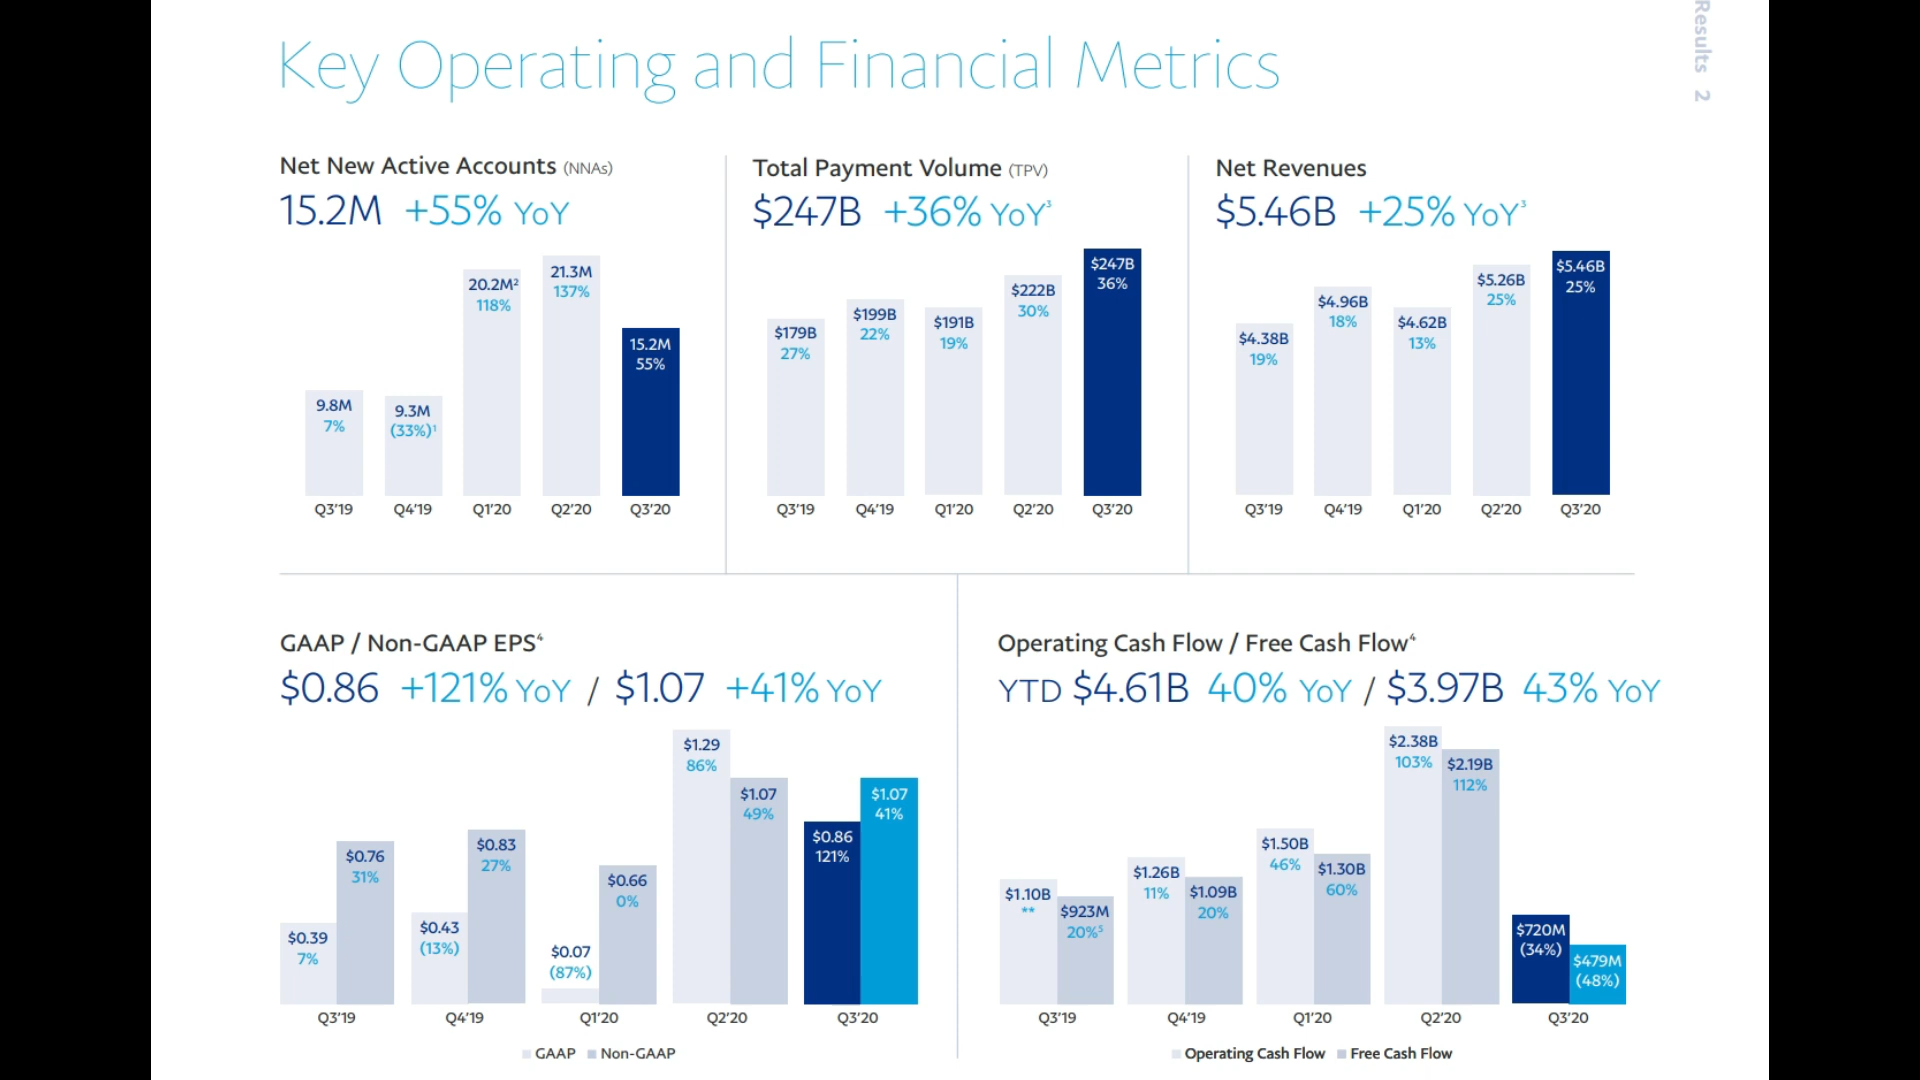 Key Operating and Financial Metrics
Results 2
Net New Active Accounts (NNAs)
15.2M +55% YoY
9.8M
7%
9.3M
(33%)¹
20.2M²
118%
21.3M
137%
15.2M
55%
Q3'19 Q4'19 Q1'20 Q2'20 Q3'20
Total Payment Volume (TPV)
$247B +36% YoY³
$179B
27%
$199B
22%
$191B
19%
$222B
30%
$247B
36%
Q3'19 Q4'19 Q1'20 Q2'20 Q3'20
Net Revenues
$5.46B +25% YoY³
$4.38B
19%
$4.96B
18%
$4.62B
13%
$5.26B
25%
$5.46B
25%
Q3'19 Q4'19 Q1'20 Q2'20 Q3'20
GAAP / Non-GAAP EPS⁴
$0.86 +121% YoY / $1.07 +41% YoY
$0.39
7%
$0.76
31%
$0.43
(13%)
$0.83
27%
$0.07
(87%)
$0.66
0%
$1.29
86%
$1.07
49%
$0.86
121%
$1.07
41%
Q3'19 Q4'19 Q1'20 Q2'20 Q3'20
GAAP Non-GAAP
Operating Cash Flow / Free Cash Flow⁴
YTD $4.61B 40% YoY / $3.97B 43% YoY
$1.10B
**
$923M
20%⁵
$1.26B
11%
$1.09B
20%
$1.50B
46%
$1.30B
60%
$2.38B
103%
$2.19B
112%
$720M
(34%)
$479M
(48%)
Q3'19 Q4'19 Q1'20 Q2'20 Q3'20
Operating Cash Flow Free Cash Flow